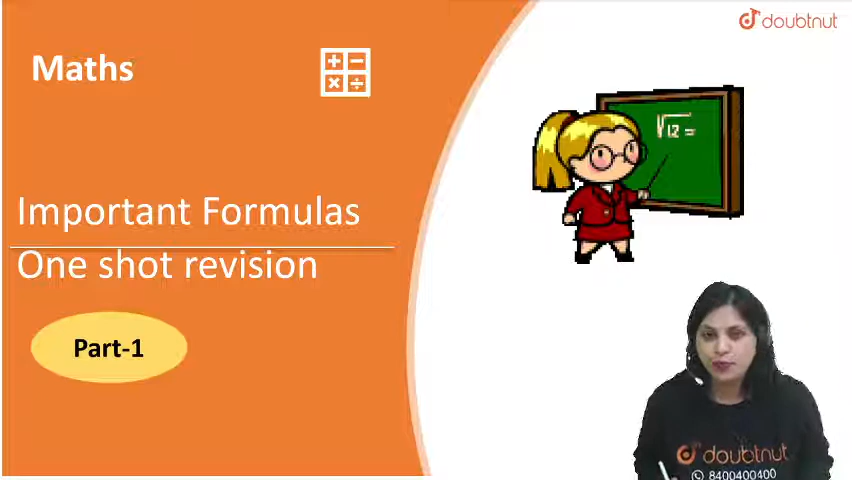 doubtnut
Maths
√12 =
Important Formulas
One shot revision
Part-1
doubtnut
8400400400